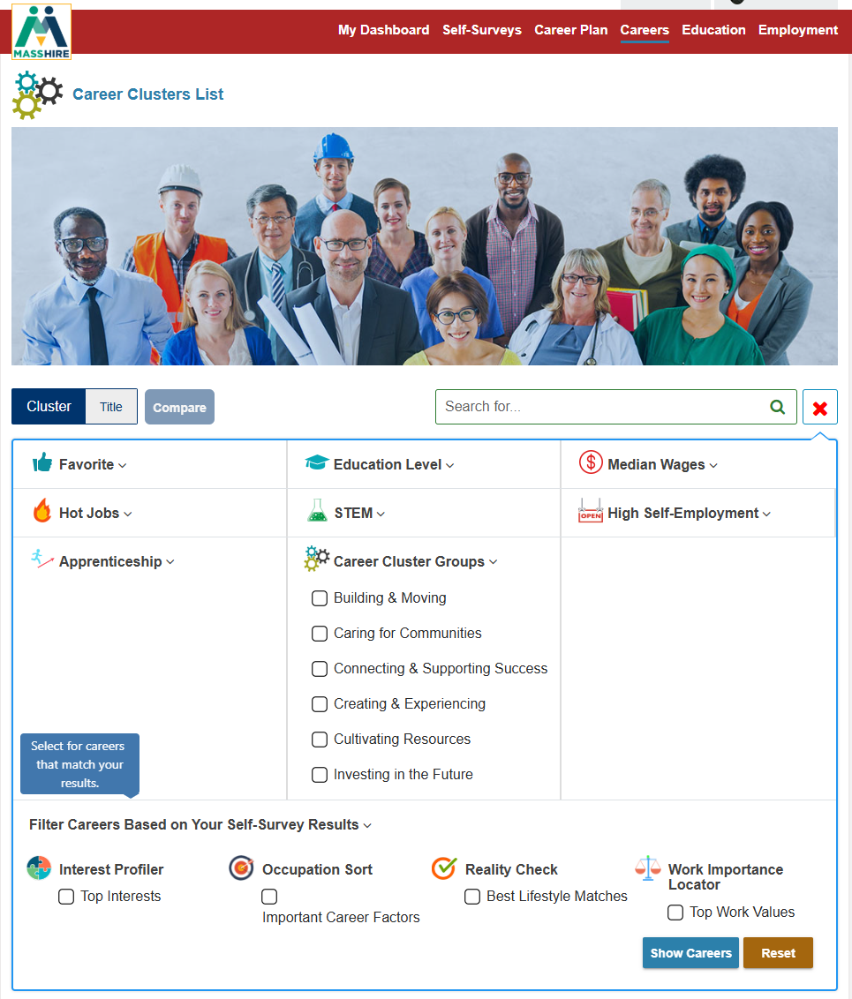 MASSHIRE
My Dashboard Self-Surveys Career Plan Careers Education Employment
Career Clusters List
Cluster Title Compare Search for...
Favorite Education Level $ Median Wages
Hot Jobs STEM OPEN High Self-Employment
Apprenticeship Career Cluster Groups
Building & Moving
Caring for Communities
Connecting & Supporting Success
Creating & Experiencing
Cultivating Resources
Investing in the Future
Select for careers
that match your
results.
Filter Careers Based on Your Self-Survey Results
Interest Profiler
Top Interests
Occupation Sort
Important Career Factors
Reality Check
Best Lifestyle Matches
Work Importance
Locator
Top Work Values
Show Careers Reset